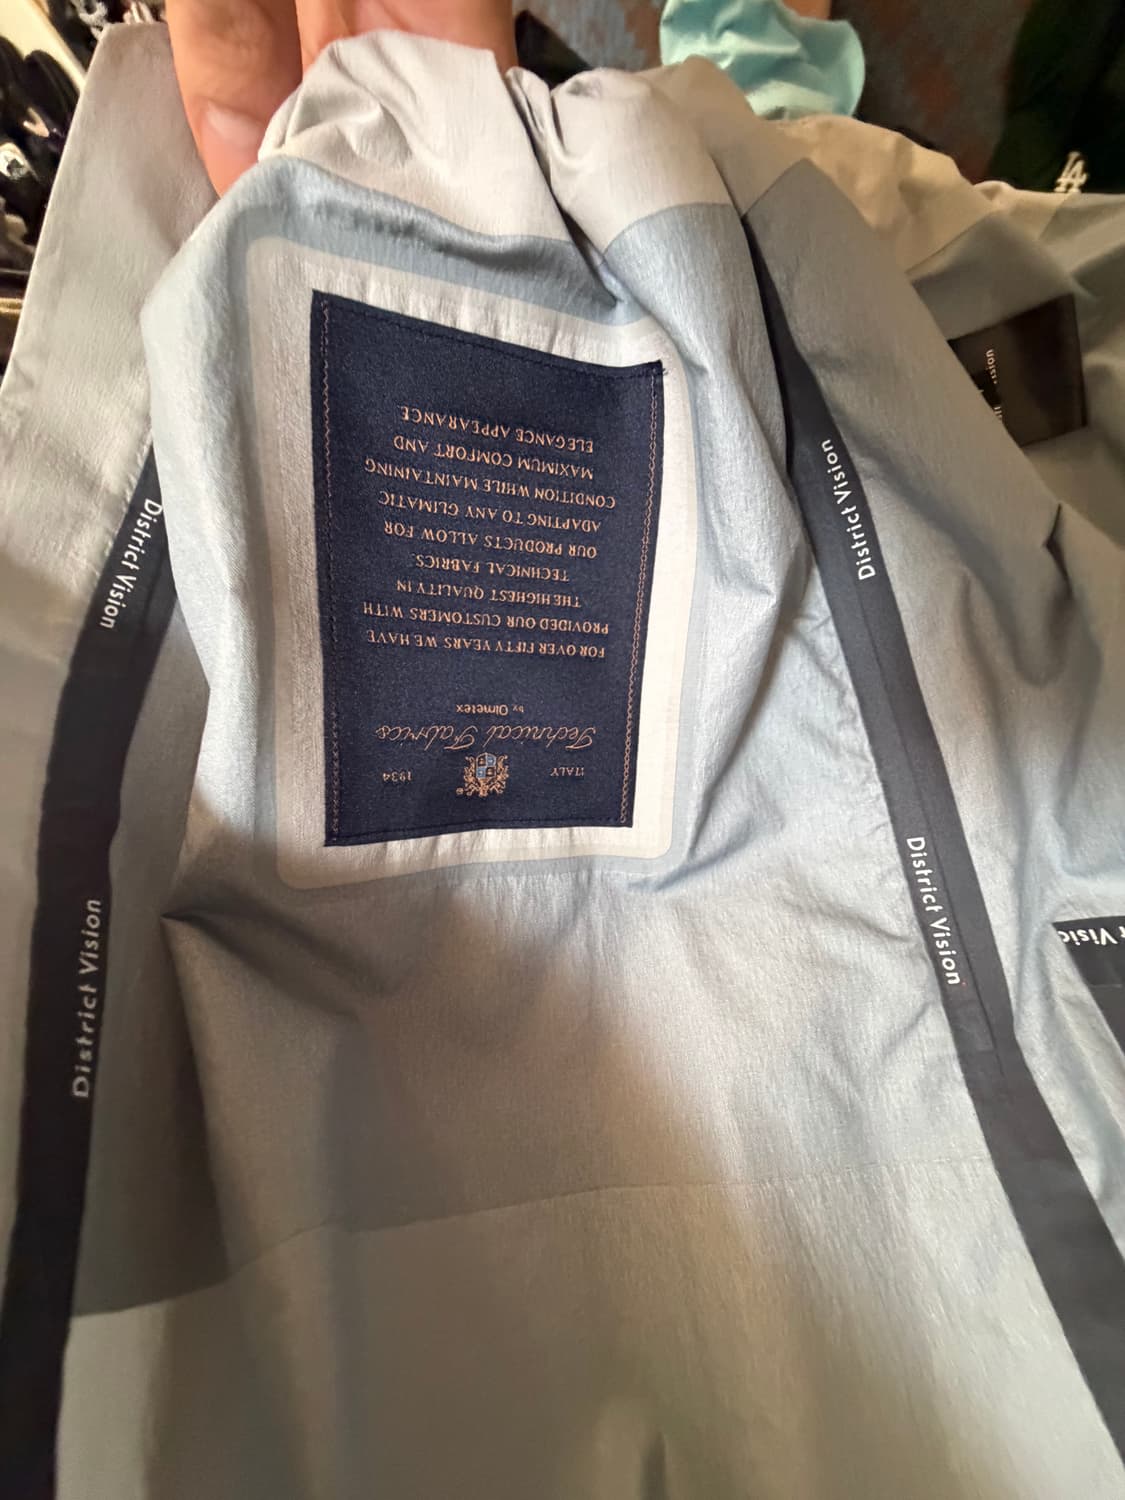 ITALY 1934
Technical Fabrics
by Olmetex
FOR OVER FIFTY YEARS WE HAVE
PROVIDED OUR CUSTOMERS WITH
THE HIGHEST QUALITY IN
TECHNICAL FABRICS.
OUR PRODUCTS ALLOW FOR
ADAPTING TO ANY CLIMATIC
CONDITION WHILE MAINTAINING
MAXIMUM COMFORT AND
ELEGANCE APPEARANCE
District Vision
District Vision
District Vision
District Vision
LA